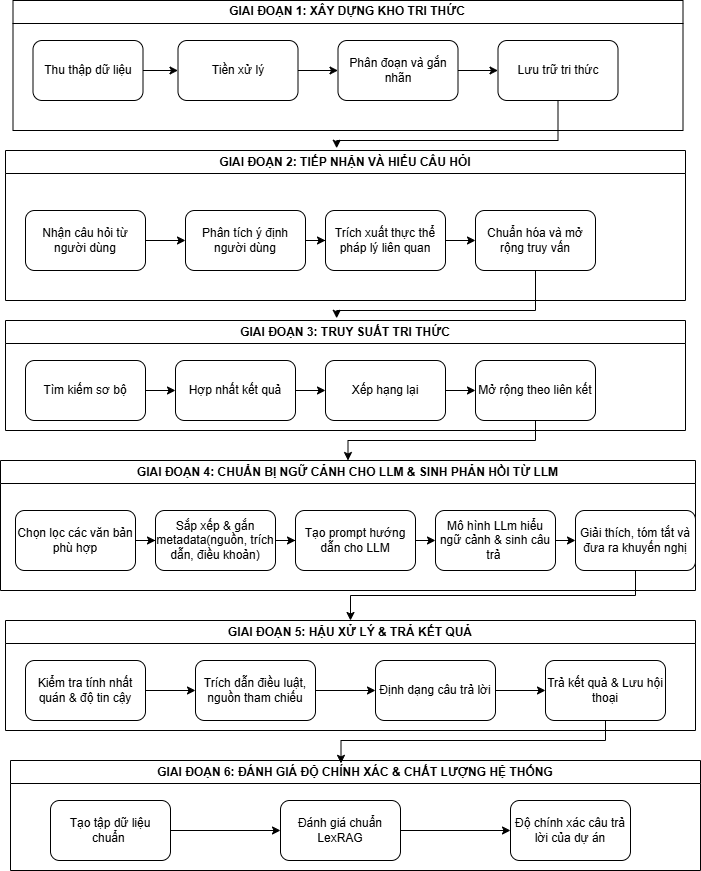 GIAI ĐOẠN 1: XÂY DỰNG KHO TRI THỨC
Thu thập dữ liệu
Tiền xử lý
Phân đoạn và gắn
nhãn
Lưu trữ tri thức
GIAI ĐOẠN 2: TIẾP NHẬN VÀ HIỂU CÂU HỎI
Nhận câu hỏi từ
người dùng
Phân tích ý định
người dùng
Trích xuất thực thể
pháp lý liên quan
Chuẩn hóa và mở
rộng truy vấn
GIAI ĐOẠN 3: TRUY SUẤT TRI THỨC
Tìm kiếm sơ bộ
Hợp nhất kết quả
Xếp hạng lại
Mở rộng theo liên kết
GIAI ĐOẠN 4: CHUẨN BỊ NGỮ CẢNH CHO LLM & SINH PHẢN HỒI TỪ LLM
Chọn lọc các văn bản
phù hợp
Sắp xếp & gắn
metadata(nguồn, trích
dẫn, điều khoản)
Tạo prompt hướng
dẫn cho LLM
Mô hình LLm hiểu
ngữ cảnh & sinh câu
trả
Giải thích, tóm tắt và
đưa ra khuyến nghị
GIAI ĐOẠN 5: HẬU XỬ LÝ & TRẢ KẾT QUẢ
Kiểm tra tính nhất
quán & độ tin cậy
Trích dẫn điều luật,
nguồn tham chiếu
Định dạng câu trả lời
Trả kết quả & Lưu hội
thoại
GIAI ĐOẠN 6: ĐÁNH GIÁ ĐỘ CHÍNH XÁC & CHẤT LƯỢNG HỆ THỐNG
Tạo tập dữ liệu
chuẩn
Đánh giá chuẩn
LexRAG
Độ chính xác câu trả
lời của dự án